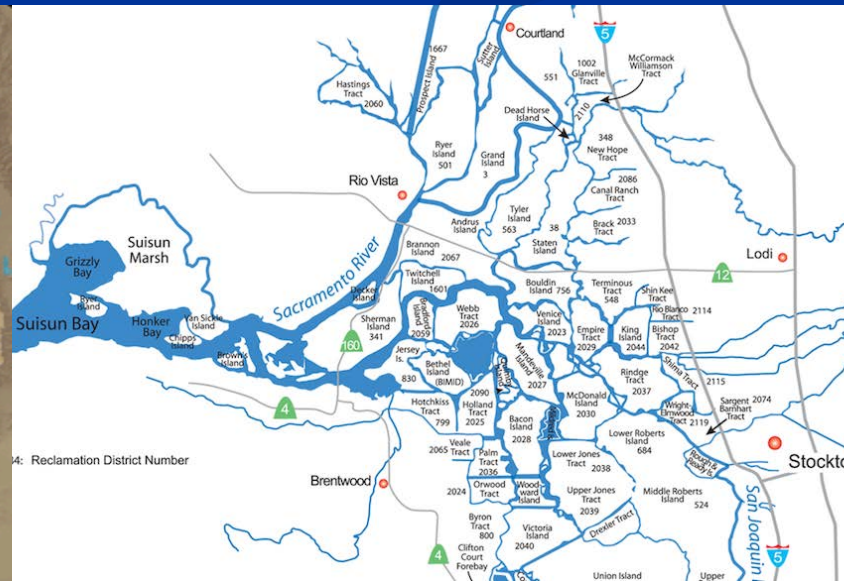 Courtland
5
1667
Sutter
Island
Prospect Island
Hastings
Tract
2060
551
1002
Glanville
Tract
McCormack
Williamson
Tract
2110
Dead Horse
Island
Ryer
Island
501
Grand
Island
3
348
New Hope
Tract
2086
Canal Ranch
Tract
Rio Vista
Tyler
Island
563
38
Staten
Island
Brack
Tract
2033
Andrus
Island
Lodi
12
Suisun
Marsh
Grizzly
Bay
Ryer
Island
Suisun Bay
Honker
Bay
Van Sickle
Island
Chipps
Island
Brown's
Island
Sacramento River
Decker
Island
Brannon
Island
2067
Twitchell
Island
1601
Sherman
Island
341
160
Bradford
Island
2059
Webb
Tract
2026
Bouldin
Island 756
Terminous
Tract
548
Shin Kee
Tract
Rio Blanco
Tract
2114
Venice
Island
2023
Empire
Tract
2029
King
Island
2044
Bishop
Tract
2042
Jersey
Is.
830
Bethel
Island
(BIMID)
Mandeville
Island
2027
Rindge
Tract
2037
Shima Tract
2115
4
Hotchkiss
Tract
799
2090
Holland
Tract
2025
Bacon
Island
2028
McDonald
Island
2030
Wright-
Elmwood
Tract
2119
Sargent
Barnhart
Tract
2074
Veale
Tract
2065
Palm
Tract
2036
Lower Jones
Tract
2038
Lower Roberts
Island
684
Rough &
Ready Is.
Stockto
34: Reclamation District Number
Brentwood
2024
Orwood
Tract
Wood-
ward
Island
Upper Jones
Tract
2039
Middle Roberts
Island
524
San Joaquin
Byron
Tract
800
Victoria
Island
2040
Drexler Tract
4
Clifton
Court
Forebay
5
Union Island
Upper